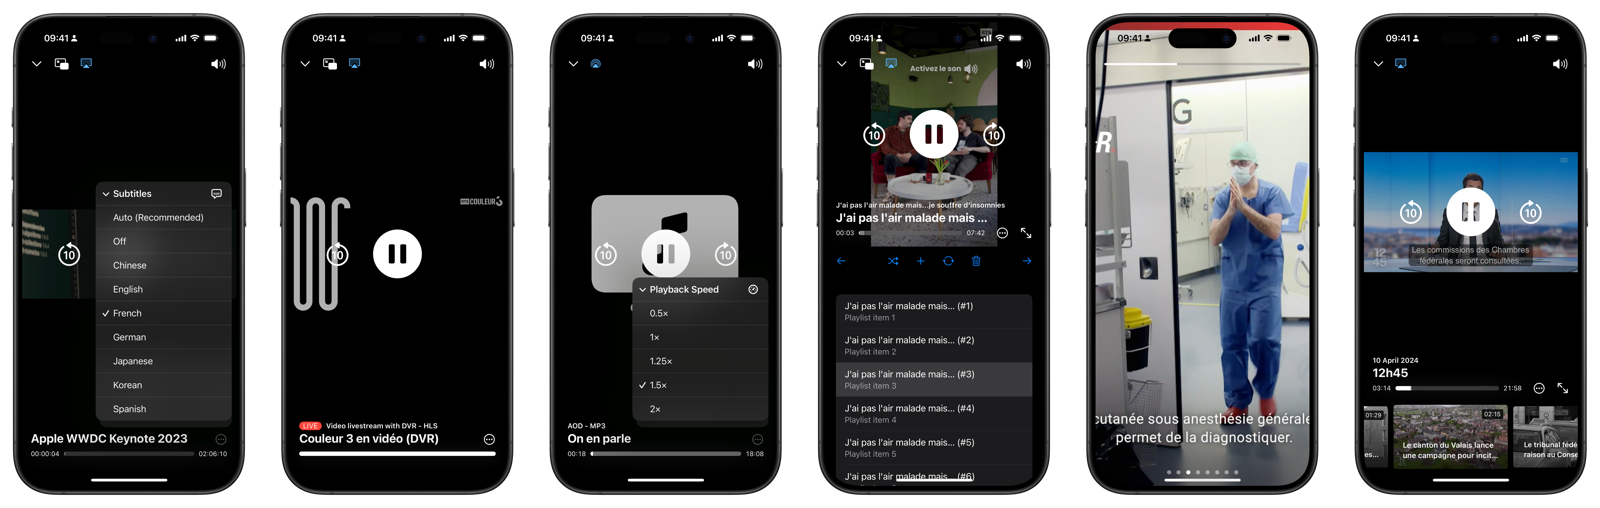 09:41
Subtitles
Auto (Recommended)
Off
Chinese
English
French
German
Japanese
Korean
Spanish
10
Apple WWDC Keynote 2023
00:00:04
02:06:10
09:41
COULEUR3
10
LIVE Video livestream with DVR - HLS
Couleur 3 en vidéo (DVR)
09:41
10
10
Playback Speed
0.5×
1×
1.25×
1.5×
2×
AOD - MP3
On en parle
00:18
18:08
09:41
Activez le son
10
10
J'ai pas l'air malade mais...je souffre d'insomnies
J'ai pas l'air malade mais ...
00:03
07:42
J'ai pas l'air malade mais... (#1)
Playlist item 1
J'ai pas l'air malade mais... (#2)
Playlist item 2
J'ai pas l'air malade mais... (#3)
Playlist item 3
J'ai pas l'air malade mais... (#4)
Playlist item 4
J'ai pas l'air malade mais... (#5)
Playlist item 5
J'ai pas l'air malade mais... (#6)
09:41
G
R
cutanée sous anesthésie générale
permet de la diagnostiquer.
09:41
10
10
12
45
Les commissions des Chambres
fédérales seront consultées.
10 April 2024
12h45
03:14
21:58
01:29
es...
02:15
Le canton du Valais lance
une campagne pour incit...
Le tribunal fédé
raison au Conse